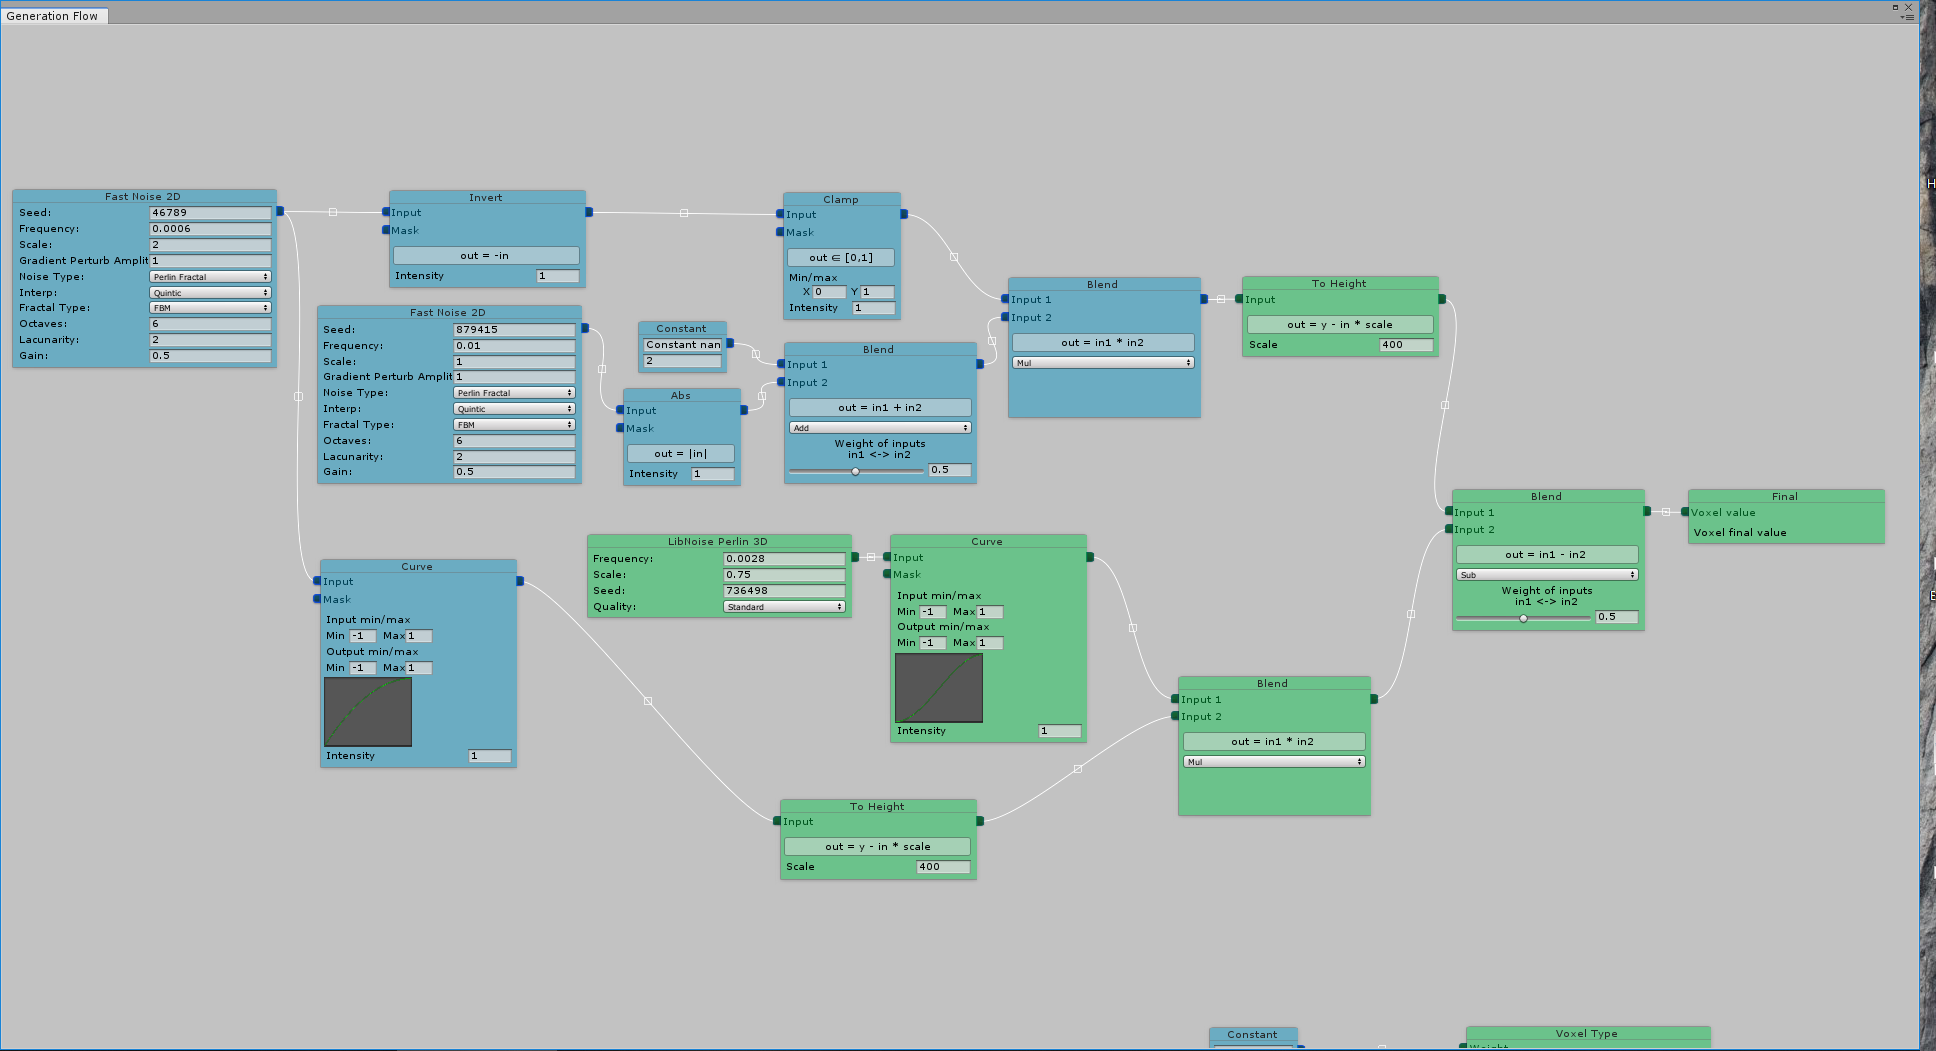 Generation Flow
Fast Noise 2D
Seed: 46789
Frequency: 0.0006
Scale: 2
Gradient Perturb Amplit 1
Noise Type: Perlin Fractal
Interp: Quintic
Fractal Type: FBM
Octaves: 6
Lacunarity: 2
Gain: 0.5
Invert
Input
Mask
out = -in
Intensity 1
Clamp
Input
Mask
out ∈ [0,1]
Min/max
X 0 Y 1
Intensity 1
Fast Noise 2D
Seed: 879415
Frequency: 0.01
Scale: 1
Gradient Perturb Amplit 1
Noise Type: Perlin Fractal
Interp: Quintic
Fractal Type: FBM
Octaves: 6
Lacunarity: 2
Gain: 0.5
Constant
Constant nan
2
Abs
Input
Mask
out = |in|
Intensity 1
Blend
Input 1
Input 2
out = in1 + in2
Add
Weight of inputs
in1 <-> in2
0.5
Blend
Input 1
Input 2
out = in1 * in2
Mul
To Height
Input
out = y - in * scale
Scale 400
Blend
Input 1
Input 2
out = in1 - in2
Sub
Weight of inputs
in1 <-> in2
0.5
Final
Voxel value
Voxel final value
Curve
Input
Mask
Input min/max
Min -1 Max 1
Output min/max
Min -1 Max 1
Intensity 1
LibNoise Perlin 3D
Frequency: 0.0028
Scale: 0.75
Seed: 736498
Quality: Standard
Curve
Input
Mask
Input min/max
Min -1 Max 1
Output min/max
Min -1 Max 1
Intensity 1
Blend
Input 1
Input 2
out = in1 * in2
Mul
To Height
Input
out = y - in * scale
Scale 400
Constant
Voxel Type
Weight
H